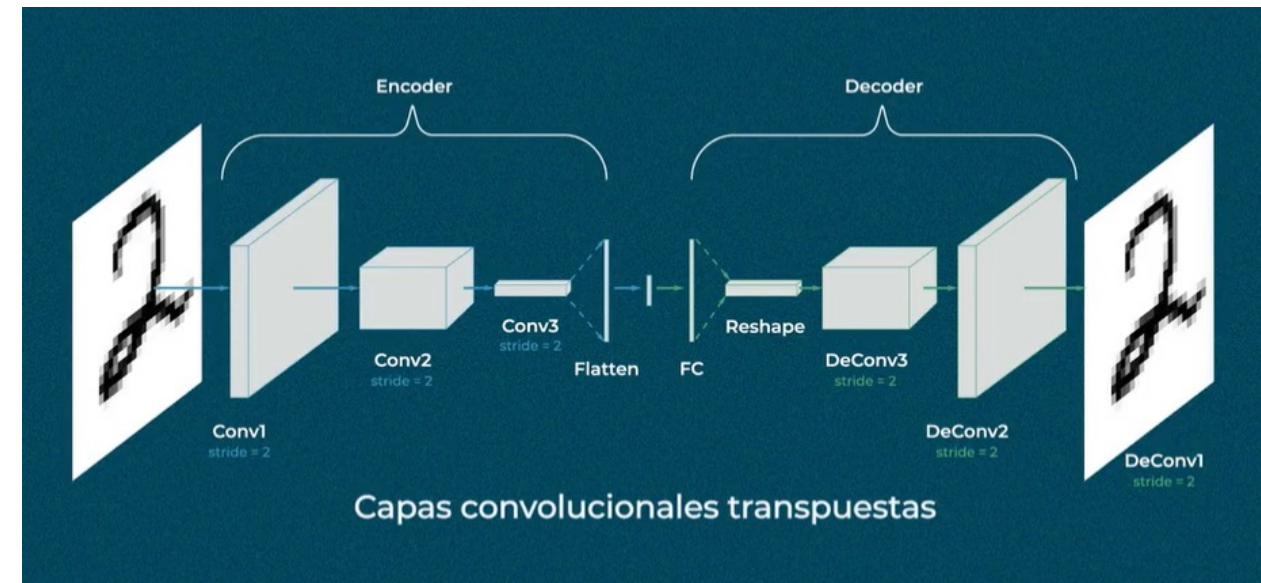 Encoder
Decoder
Conv1
stride = 2
Conv2
stride = 2
Conv3
stride = 2
Flatten
FC
Reshape
DeConv3
stride = 2
DeConv2
stride = 2
DeConv1
stride = 2
Capas convolucionales transpuestas